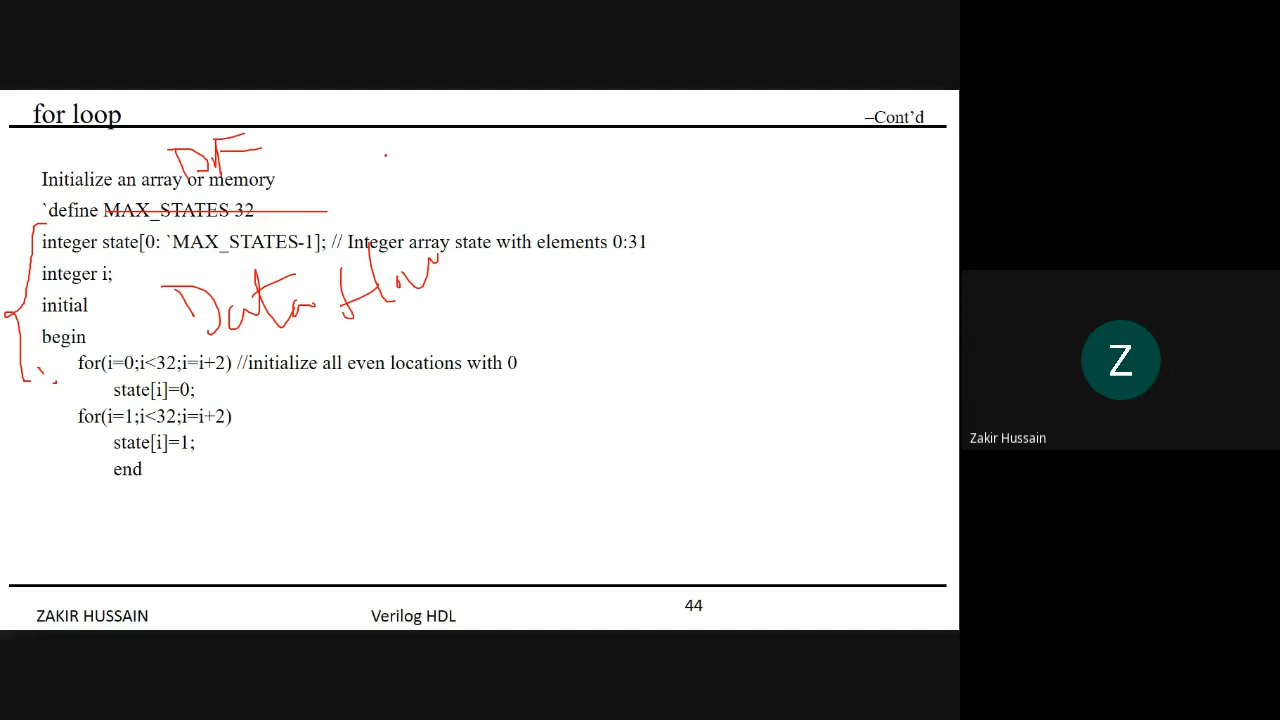 for loop
–Cont'd
DF
Initialize an array or memory
`define MAX_STATES 32
integer state[0: `MAX_STATES-1]; // Integer array state with elements 0:31
integer i;
Data
initial
begin
for(i=0;i<32;i=i+2) //initialize all even locations with 0
state[i]=0;
for(i=1;i<32;i=i+2)
state[i]=1;
end
ZAKIR HUSSAIN
Verilog HDL
44
Z
Zakir Hussain